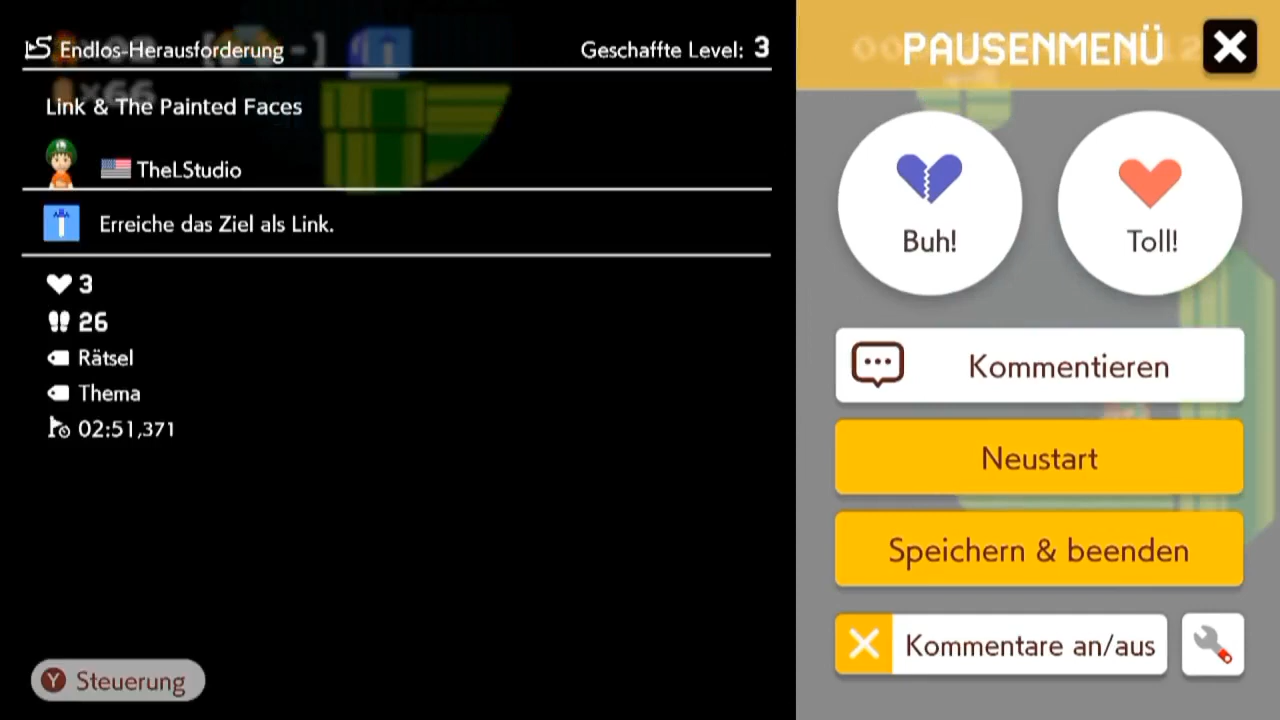 Endlos-Herausforderung
Geschaffte Level: 3
Link & The Painted Faces
TheLStudio
Erreiche das Ziel als Link.
3
26
Rätsel
Thema
02:51,371
Y Steuerung
PAUSENMENÜ
Buh!
Toll!
Kommentieren
Neustart
Speichern & beenden
Kommentare an/aus